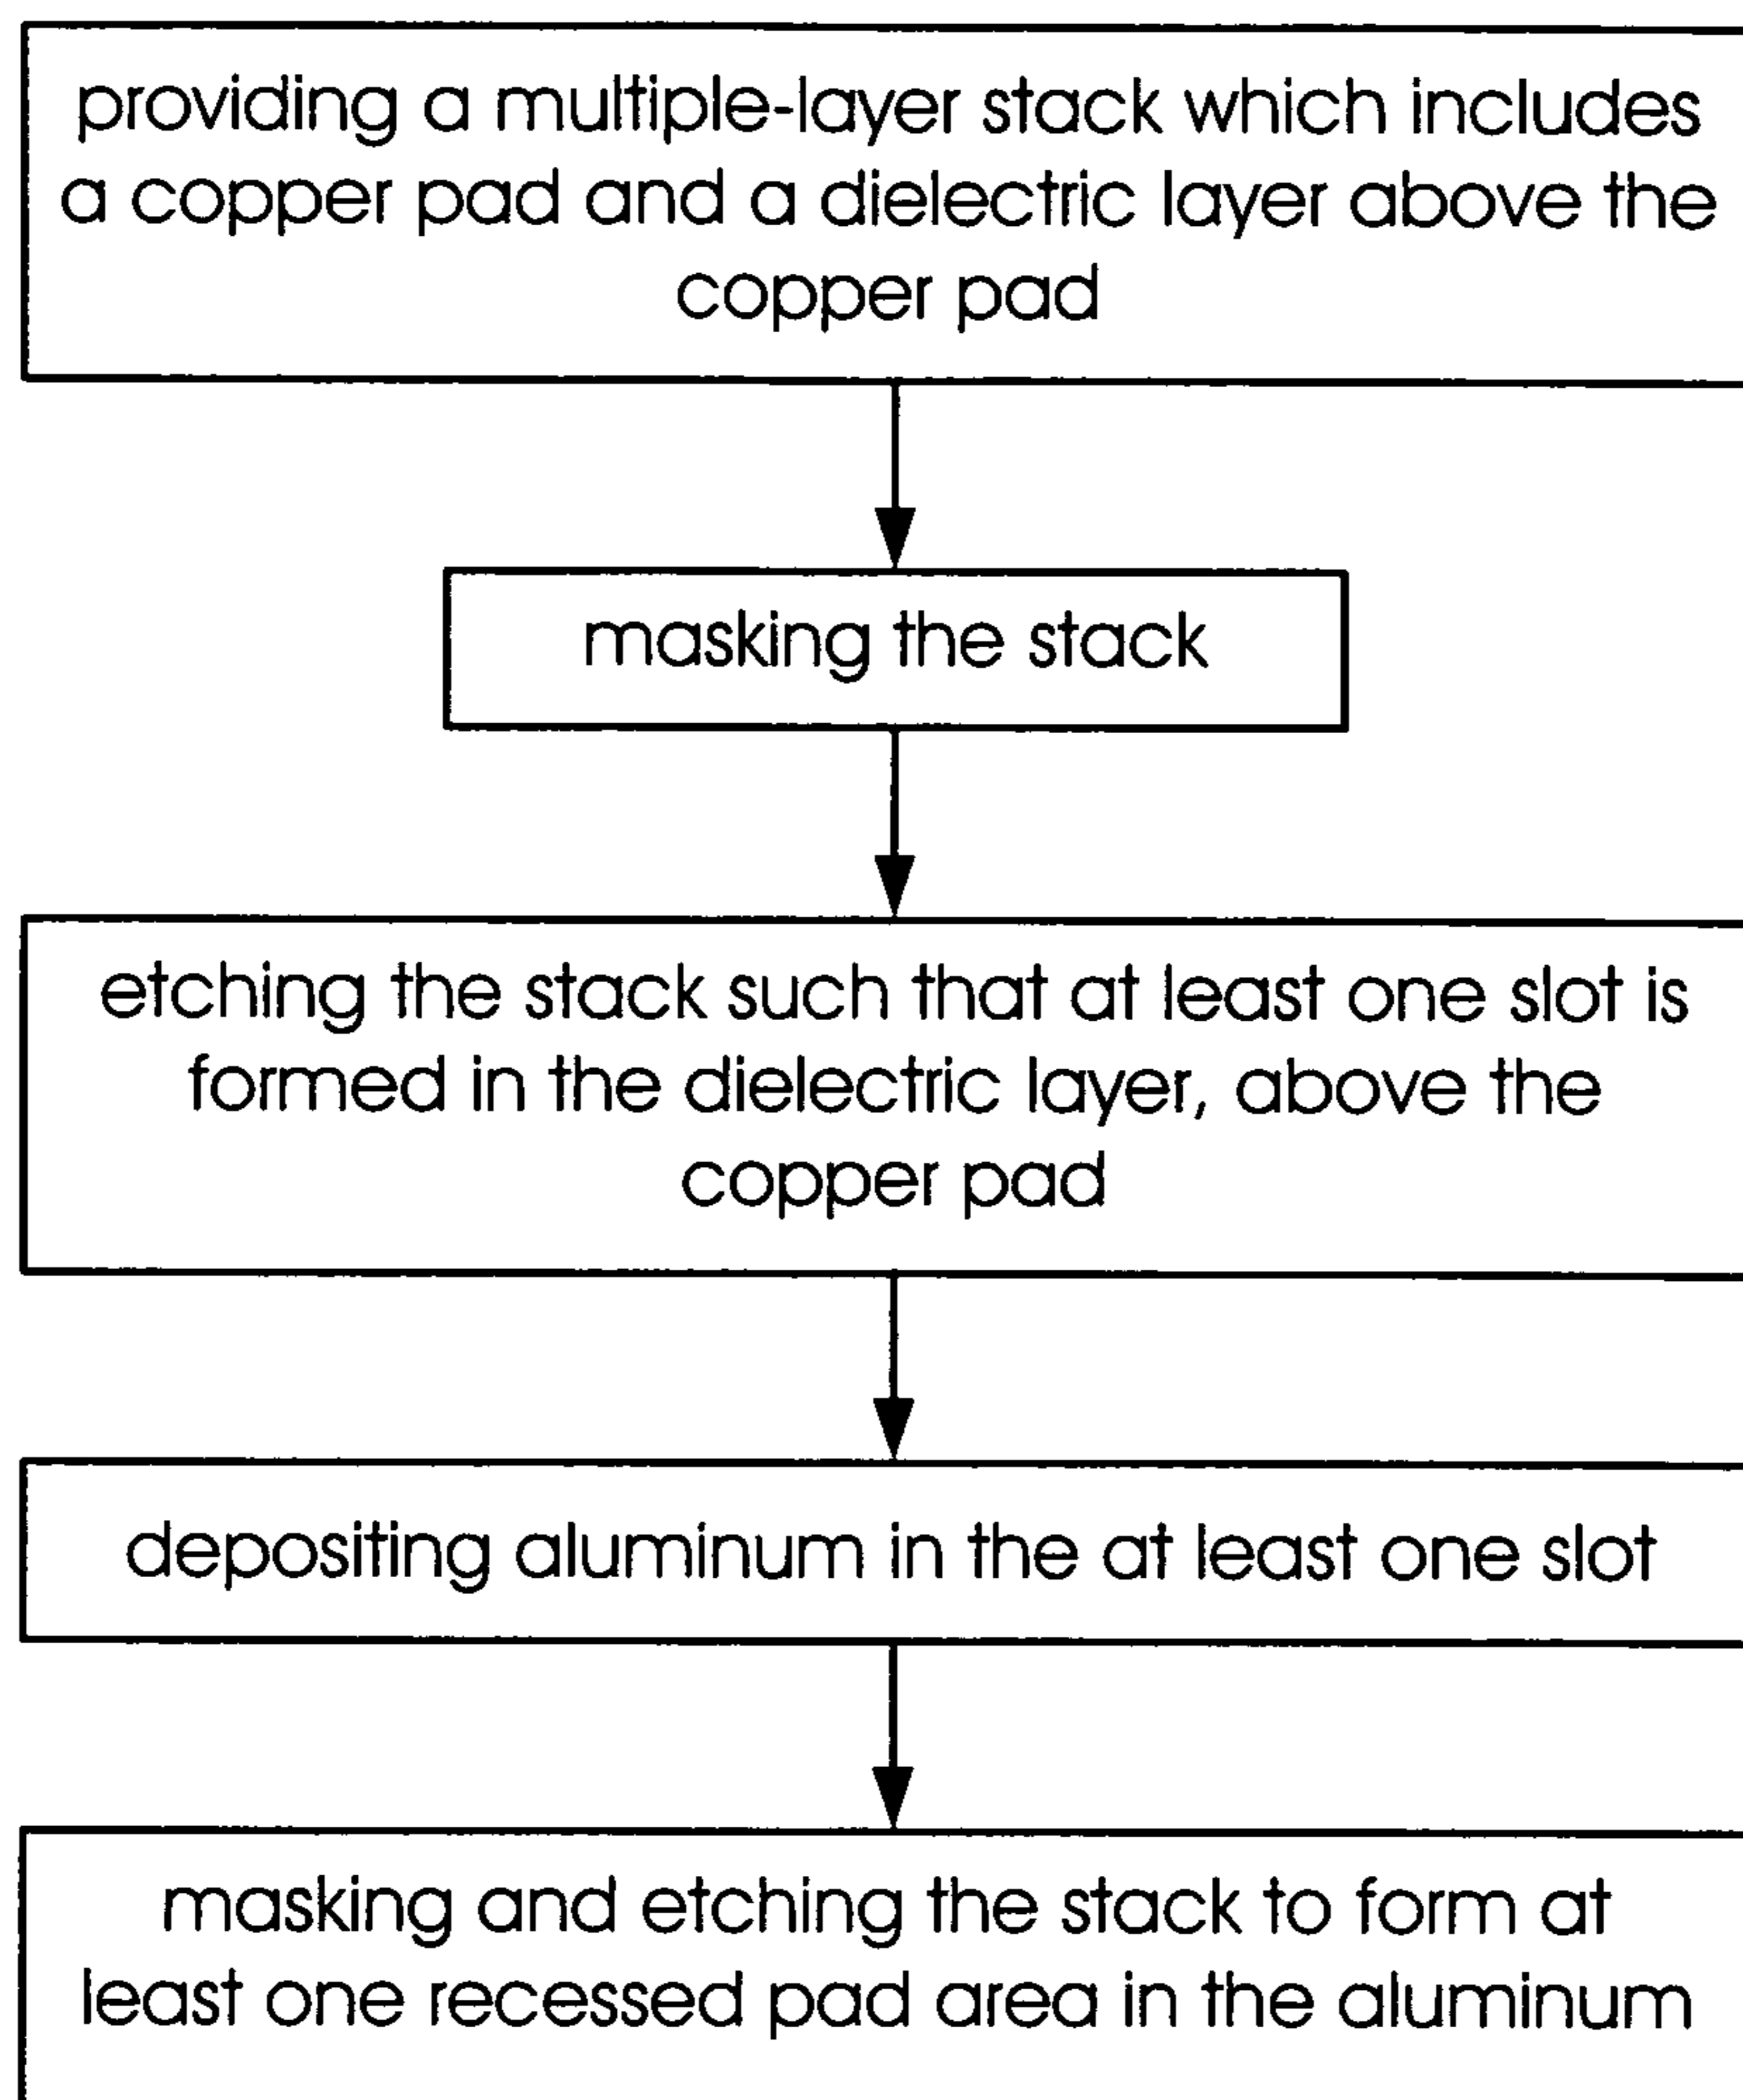 providing a multiple-layer stack which includes
a copper pad and a dielectric layer above the
copper pad
masking the stack
etching the stack such that at least one slot is
formed in the dielectric layer, above the
copper pad
depositing aluminum in the at least one slot
masking and etching the stack to form at
least one recessed pad area in the aluminum